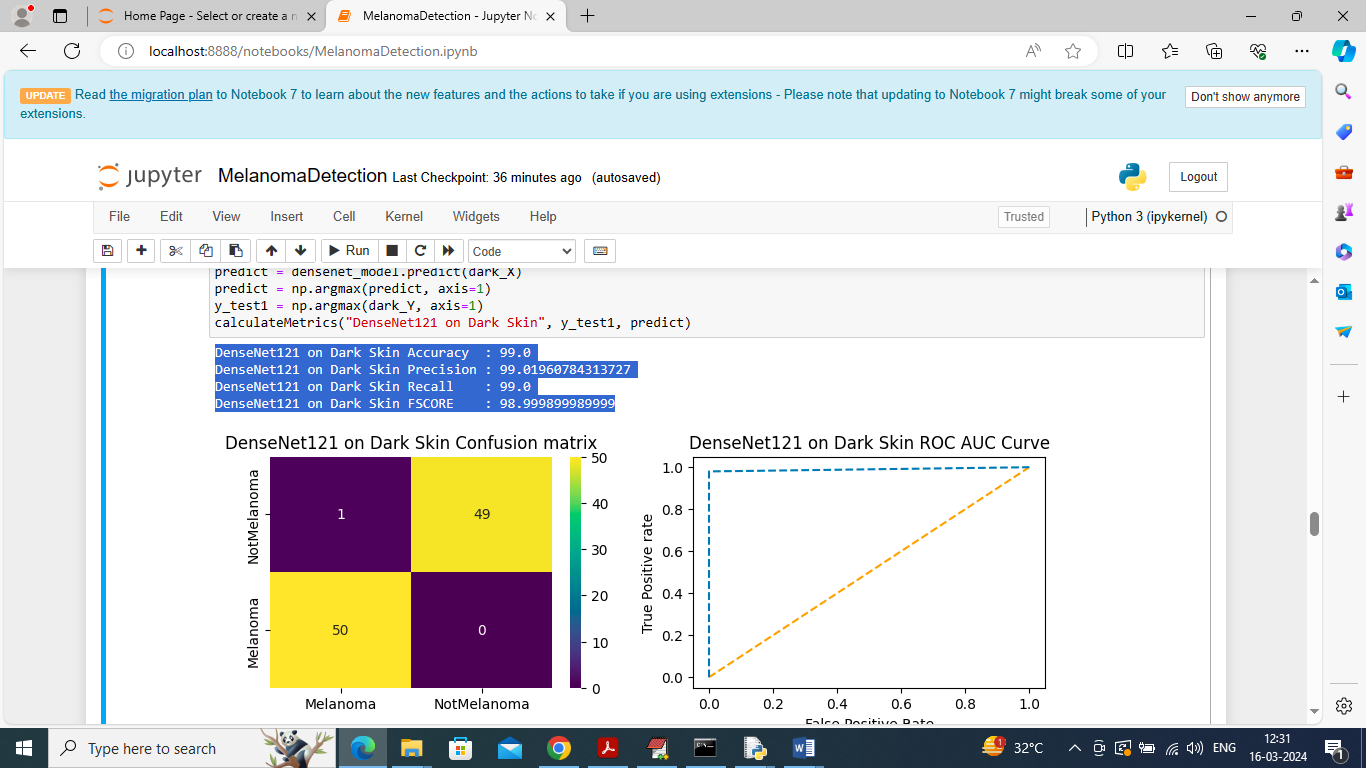 Home Page - Select or create a n
MelanomaDetection - Jupyter No
localhost:8888/notebooks/MelanomaDetection.ipynb
UPDATE Read the migration plan to Notebook 7 to learn about the new features and the actions to take if you are using extensions - Please note that updating to Notebook 7 might break some of your
extensions.
Don't show anymore
jupyter MelanomaDetection Last Checkpoint: 36 minutes ago (autosaved)
Logout
File Edit View Insert Cell Kernel Widgets Help
Trusted
Python 3 (ipykernel)
Run
Code
predict = densenet_model.predict(dark_X)
predict = np.argmax(predict, axis=1)
y_test1 = np.argmax(dark_Y, axis=1)
calculateMetrics("DenseNet121 on Dark Skin", y_test1, predict)
DenseNet121 on Dark Skin Accuracy  : 99.0
DenseNet121 on Dark Skin Precision : 99.01960784313727
DenseNet121 on Dark Skin Recall    : 99.0
DenseNet121 on Dark Skin FSCORE    : 98.999899989999
DenseNet121 on Dark Skin Confusion matrix
NotMelanoma
Melanoma
1
49
50
0
Melanoma
NotMelanoma
50
40
30
20
10
0
DenseNet121 on Dark Skin ROC AUC Curve
True Positive rate
1.0
0.8
0.6
0.4
0.2
0.0
0.0 0.2 0.4 0.6 0.8 1.0
False Positive Rate
Type here to search
1
32°C
ENG
12:31
16-03-2024
1